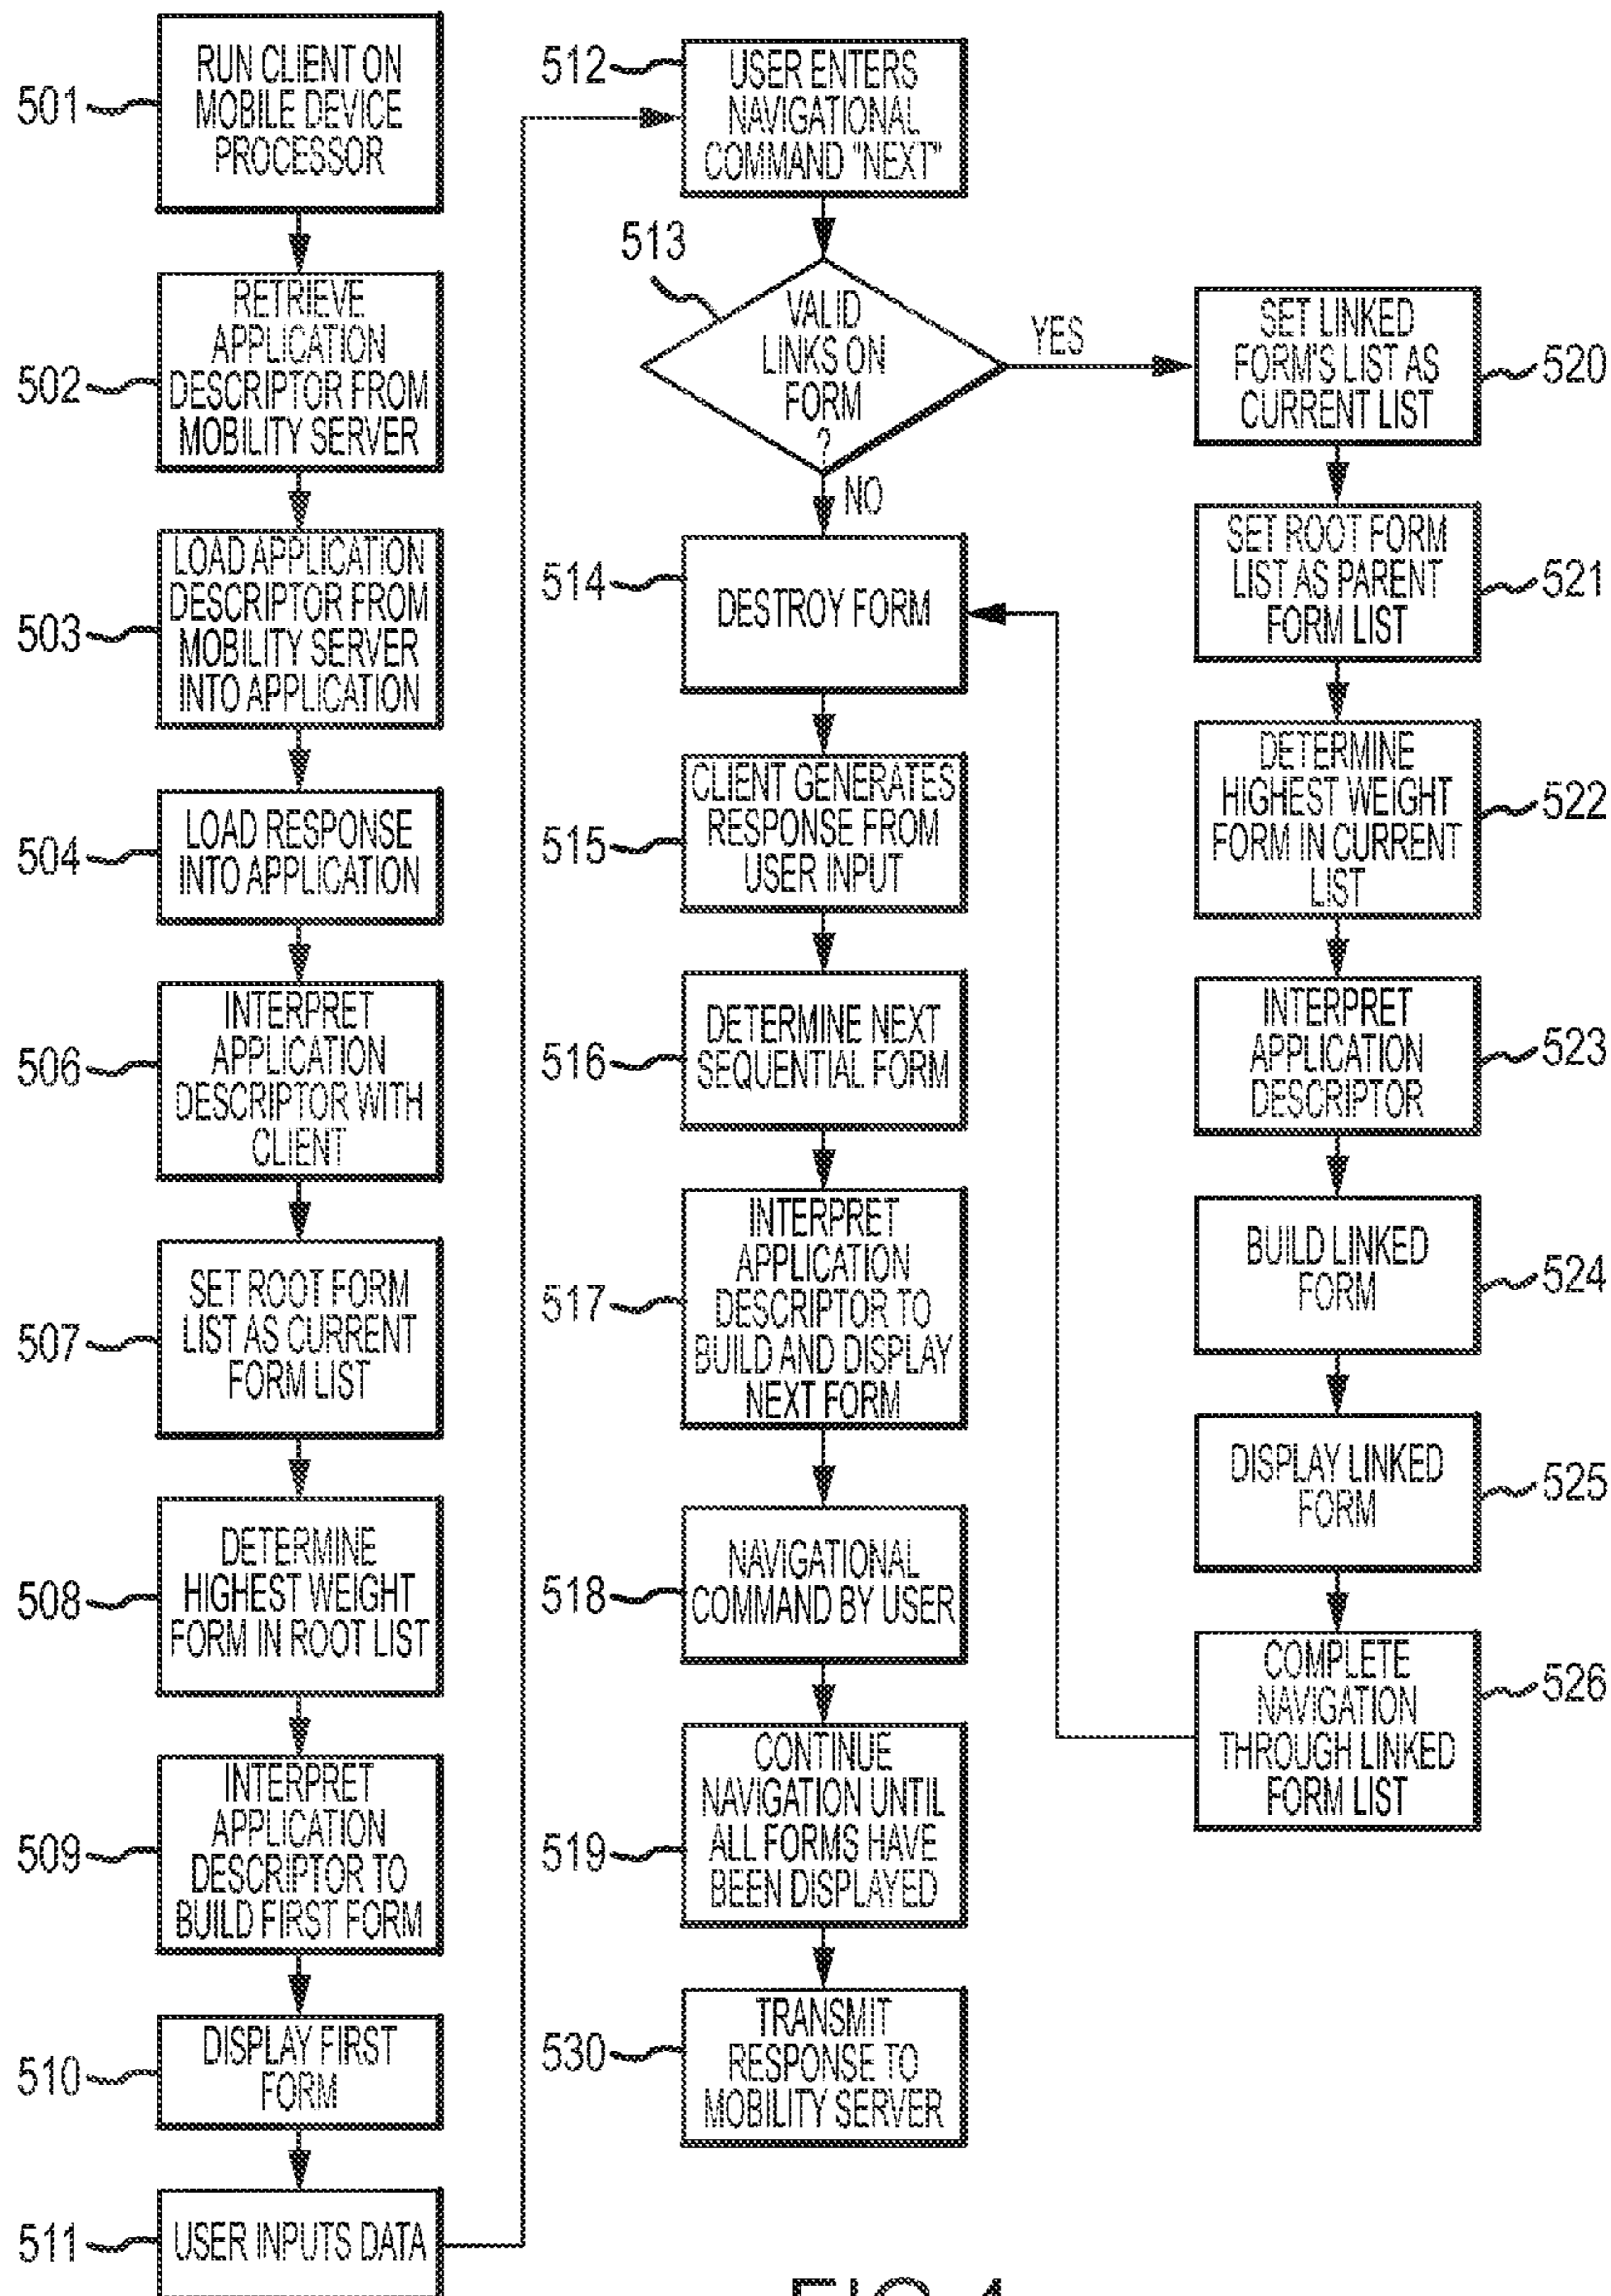 501
RUN CLIENT ON
MOBILE DEVICE
PROCESSOR
502
RETRIEVE
APPLICATION
DESCRIPTOR FROM
MOBILITY SERVER
503
LOAD APPLICATION
DESCRIPTOR FROM
MOBILITY SERVER
INTO APPLICATION
504
LOAD RESPONSE
INTO APPLICATION
506
INTERPRET
APPLICATION
DESCRIPTOR WITH
CLIENT
507
SET ROOT FORM
LIST AS CURRENT
FORM LIST
508
DETERMINE
HIGHEST WEIGHT
FORM IN ROOT LIST
509
INTERPRET
APPLICATION
DESCRIPTOR TO
BUILD FIRST FORM
510
DISPLAY FIRST
FORM
511
USER INPUTS DATA
512
USER ENTERS
NAVIGATIONAL
COMMAND "NEXT"
513
VALID
LINKS ON
FORM
?
YES
NO
514
DESTROY FORM
515
CLIENT GENERATES
RESPONSE FROM
USER INPUT
516
DETERMINE NEXT
SEQUENTIAL FORM
517
INTERPRET
APPLICATION
DESCRIPTOR TO
BUILD AND DISPLAY
NEXT FORM
518
NAVIGATIONAL
COMMAND BY USER
519
CONTINUE
NAVIGATION UNTIL
ALL FORMS HAVE
BEEN DISPLAYED
530
TRANSMIT
RESPONSE TO
MOBILITY SERVER
SET LINKED
FORM'S LIST AS
CURRENT LIST
520
SET ROOT FORM
LIST AS PARENT
FORM LIST
521
DETERMINE
HIGHEST WEIGHT
FORM IN CURRENT
LIST
522
INTERPRET
APPLICATION
DESCRIPTOR
523
BUILD LINKED
FORM
524
DISPLAY LINKED
FORM
525
COMPLETE
NAVIGATION
THROUGH LINKED
FORM LIST
526